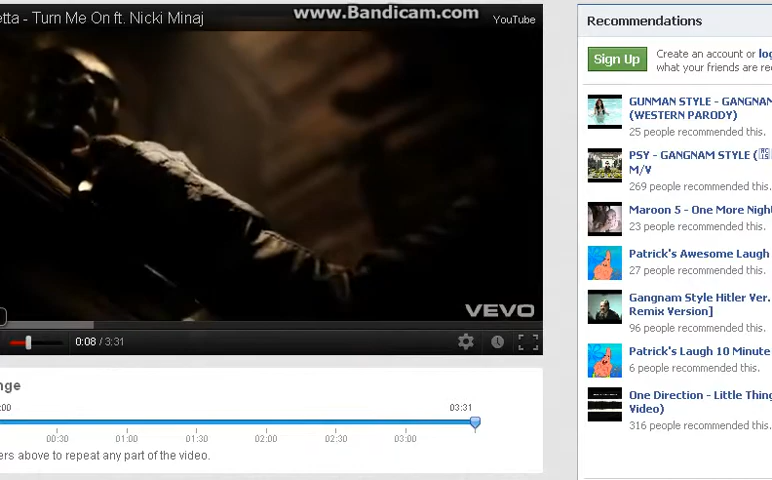 etta - Turn Me On ft. Nicki Minaj
www.Bandicam.com
YouTube
VEVO
0:08 / 3:31
nge
:00
03:31
00:30 01:00 01:30 02:00 02:30 03:00
ers above to repeat any part of the video.
Recommendations
Sign Up
Create an account or log
what your friends are rec
GUNMAN STYLE - GANGNAM
(WESTERN PARODY)
25 people recommended this.
PSY - GANGNAM STYLE (
M/V
269 people recommended this.
Maroon 5 - One More Night
23 people recommended this.
Patrick's Awesome Laugh
27 people recommended this.
Gangnam Style Hitler Ver.
Remix Version]
96 people recommended this.
Patrick's Laugh 10 Minute
6 people recommended this.
One Direction - Little Thing
Video)
316 people recommended this.